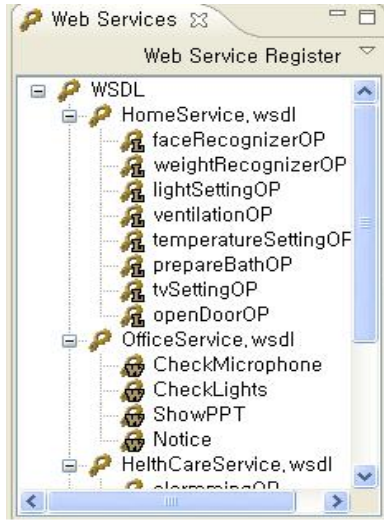 Web Services
Web Service Register
WSDL
HomeService.wsdl
faceRecognizerOP
weightRecognizerOP
lightSettingOP
ventilationOP
temperatureSettingOF
prepareBathOP
tvSettingOP
openDoorOP
OfficeService.wsdl
CheckMicrophone
CheckLights
ShowPPT
Notice
HelthCareService.wsdl